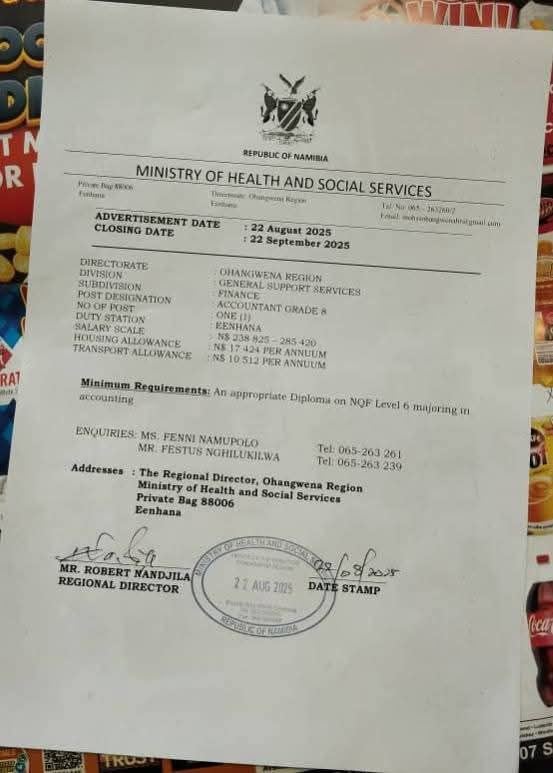 WIN!
REPUBLIC OF NAMIBIA
MINISTRY OF HEALTH AND SOCIAL SERVICES
Private Bag 88006
Eenhana
Directorate: Ohangwena Region
Eenhana
Tel/ No: 065 - 263260/2
ADVERTISEMENT DATE : 22 August 2025
CLOSING DATE : 22 September 2025
DIRECTORATE : OHANGWENA REGION
DIVISION : GENERAL SUPPORT SERVICES
SUBDIVISION : FINANCE
POST DESIGNATION : ACCOUNTANT GRADE 8
NO OF POST : ONE (1)
DUTY STATION : EENHANA
SALARY SCALE : N$ 238 825 - 285 420
HOUSING ALLOWANCE : N$ 17 424 PER ANNUUM
TRANSPORT ALLOWANCE : N$ 10 512 PER ANNUUM
Minimum Requirements: An appropriate Diploma on NQF Level 6 majoring in
accounting
ENQUIRIES: MS. FENNI NAMUPOLO Tel: 065-263 261
MR. FESTUS NGHILUKILWA Tel: 065-263 239
Addresses : The Regional Director, Ohangwena Region
Ministry of Health and Social Services
Private Bag 88006
Eenhana
MR. ROBERT NANDJILA
REGIONAL DIRECTOR
MINISTRY OF HEALTH AND SOCIAL
22 AUG 2025
REPUBLIC OF NAMIBIA
/08/2025
DATE STAMP
Coca
07 S